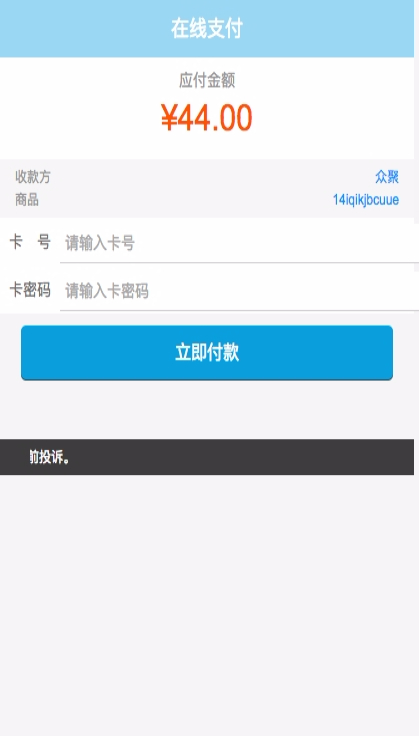 在线支付
应付金额
¥44.00
收款方 众聚
商品 14iqikjbcuue
卡 号 请输入卡号
卡密码 请输入卡密码
立即付款
前投诉。